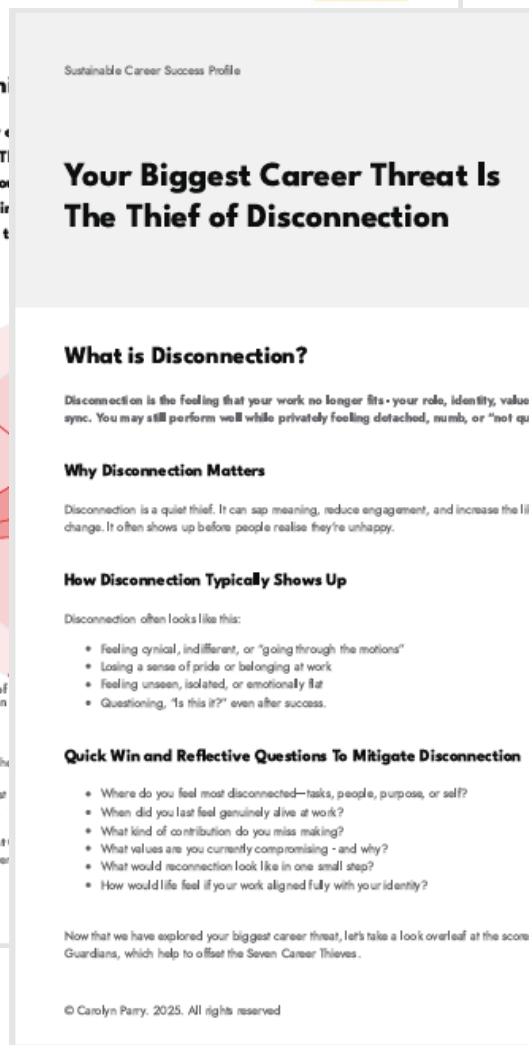 Sustainable Career Success Profile
Your Biggest Career Threat Is
The Thief of Disconnection
What is Disconnection?
Disconnection is the feeling that your work no longer fits - your role, identity,
sync. You may still perform well while privately feeling detached, numb, or "not
Why Disconnection Matters
Disconnection is a quiet thief. It can sap meaning, reduce engagement, and increase the
change. It often shows up before people realise they're unhappy.
How Disconnection Typically Shows Up
Disconnection often looks like this:
• Feeling cynical, indifferent, or "going through the motions"
• Losing a sense of pride or belonging at work
• Feeling unseen, isolated, or emotionally flat
• Questioning, "Is this it?" even after success.
Quick Win and Reflective Questions To Mitigate Disconnection
• Where do you feel most disconnected—tasks, people, purpose, or self?
• When did you last feel genuinely alive at work?
• What kind of contribution do you miss making?
• What values are you currently compromising - and why?
• What would reconnection look like in one small step?
• How would life feel if your work aligned fully with your identity?
Now that we have explored your biggest career threat, let's take a look overleaf at the
Guardians, which help to offset the Seven Career Thieves.
© Carolyn Parry. 2025. All rights reserved